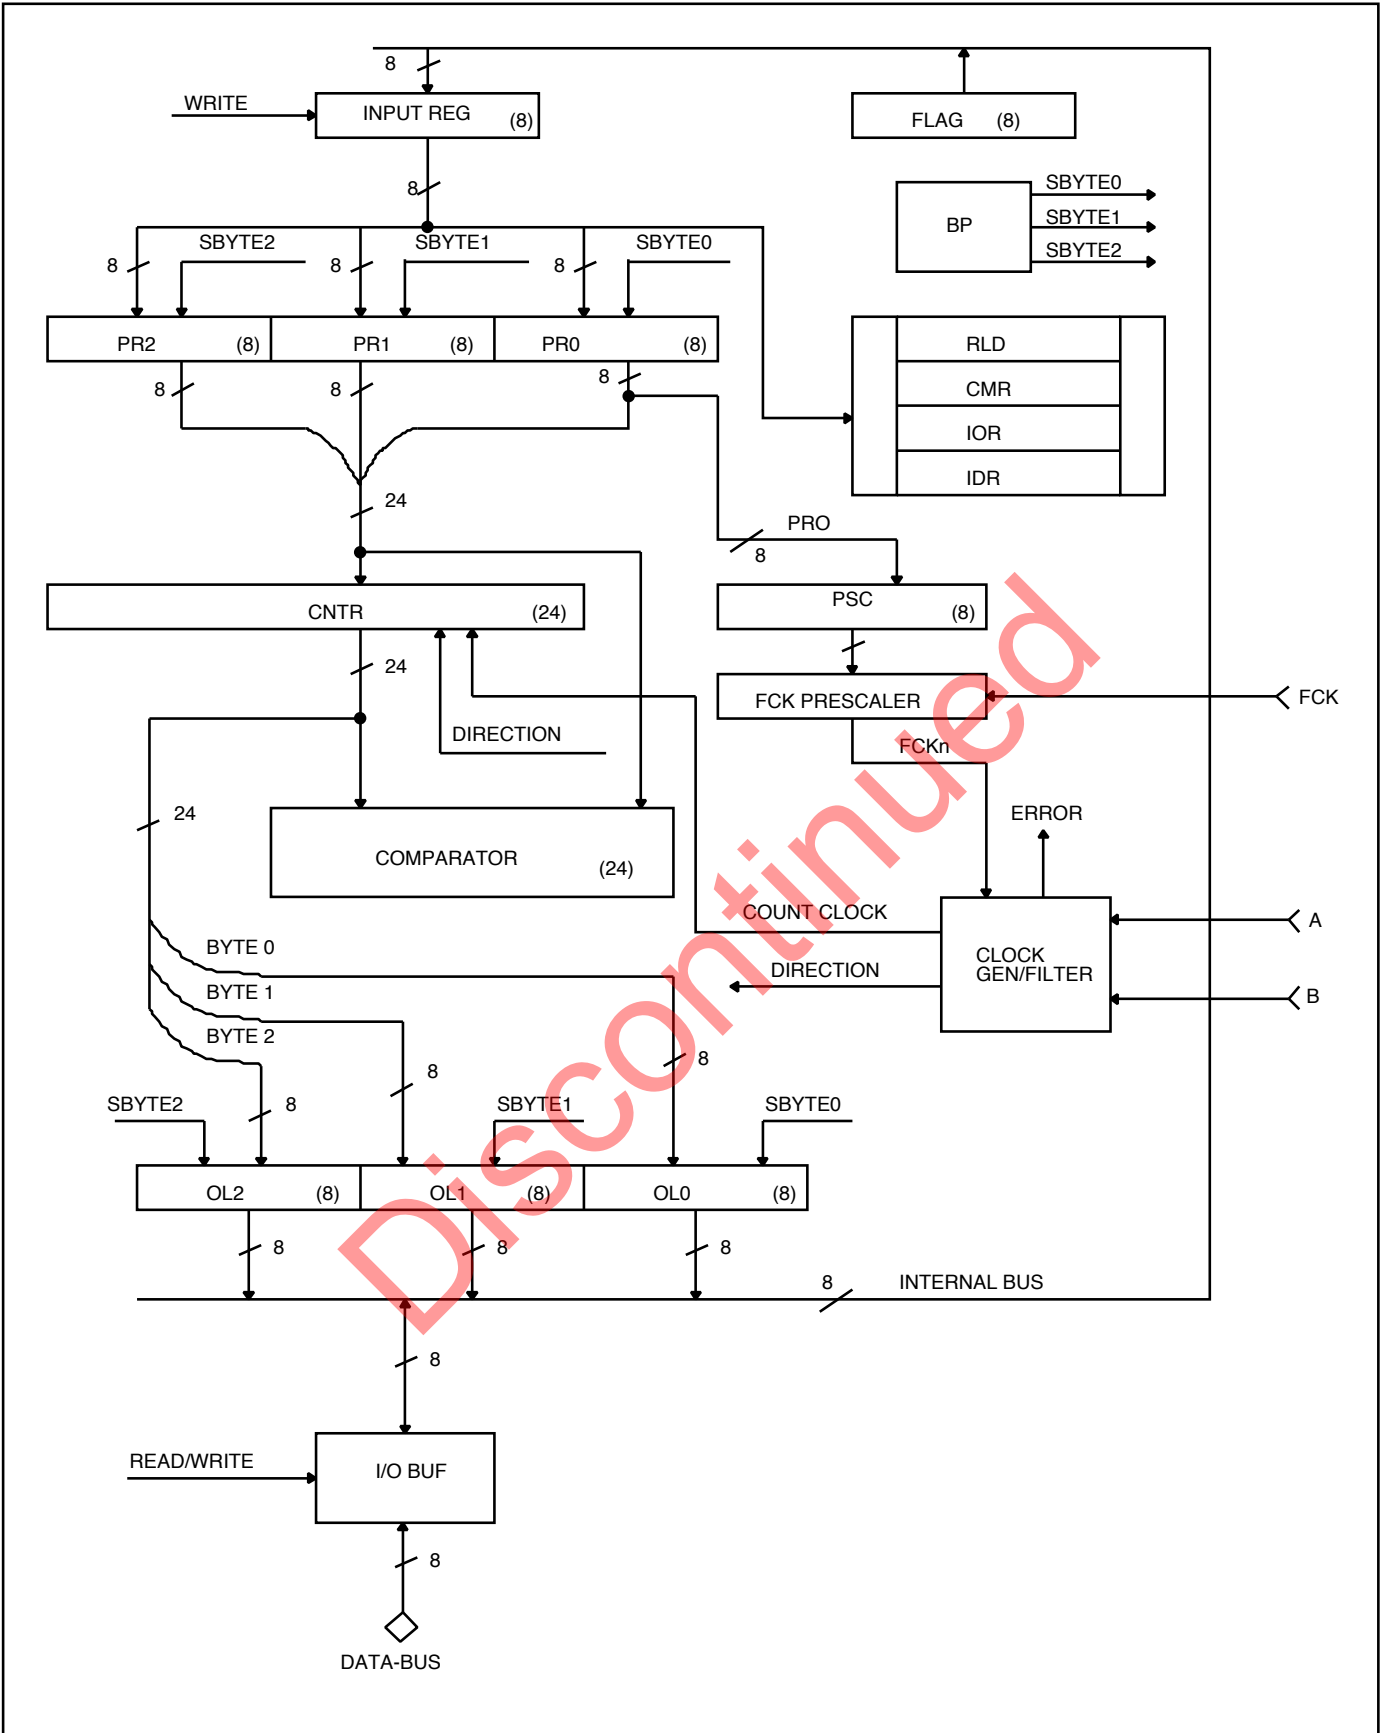 8
WRITE
INPUT REG (8)
FLAG (8)
8
SBYTE0
BP
SBYTE1
SBYTE2
SBYTE2
SBYTE1
SBYTE0
8
8
8
PR2 (8)
PR1 (8)
PR0 (8)
RLD
CMR
IOR
IDR
8
8
8
24
PRO
8
CNTR (24)
PSC (8)
24
FCK PRESCALER
FCK
DIRECTION
FCKn
24
ERROR
COMPARATOR (24)
COUNT CLOCK
A
BYTE 0
CLOCK
GEN/FILTER
DIRECTION
BYTE 1
B
BYTE 2
8
8
8
SBYTE2
SBYTE1
SBYTE0
OL2 (8)
OL1 (8)
OL0 (8)
8
8
8
8
INTERNAL BUS
8
READ/WRITE
I/O BUF
8
DATA-BUS
Discontinued